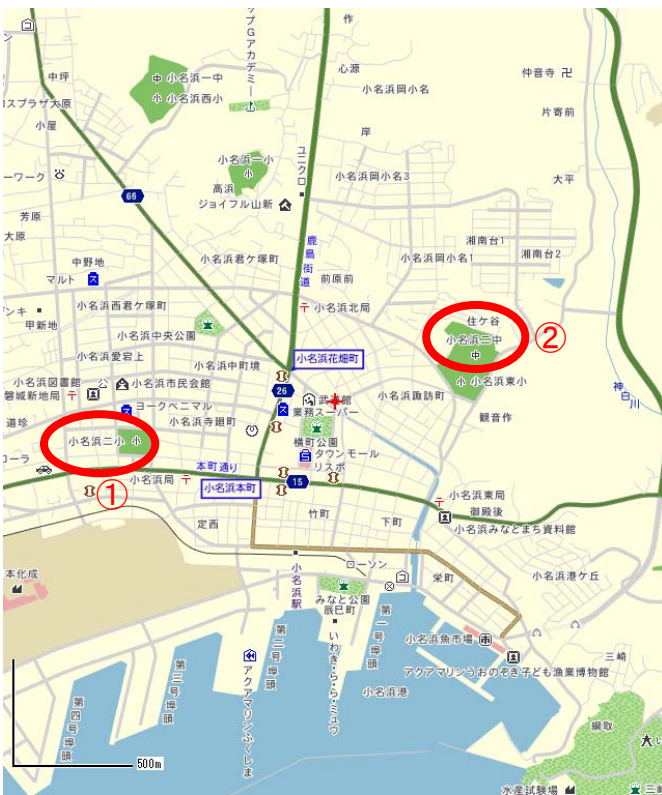 作
ップGアカデミー
心源
仲音寺
中坪
中 小名浜一中
小名浜岡小名
小 小名浜西小
コスプラザ大原
片寄前
小屋
岸
小名浜一小
小
ユニクロ
ーワーク
小名浜岡小名3
大平
高浜
66
ジョイフル山新
芳原
大原
鹿島街道
湘南台1
湘南台2
中野地
小名浜君ケ塚町
小名浜岡小名1
マルト
前原前
小名浜西君ケ塚町
小名浜北局
ンキ
甲新地
住ケ谷
②
小名浜中央公園
小名浜二中
中
小名浜愛宕上
小名浜花畑町
小名浜中町境
小 小名浜東小
小名浜図書館
公
小名浜市民会館
26
武
館
小名浜諏訪町
神白川
磐城新地局
ヨークベニマル
業務スーパー
観音作
道珍
小名浜寺廻町
横町公園
小名浜二小 小
タウンモール
リスポ
ローラ
本町通り
①
小名浜局
小名浜本町
15
小名浜東局
御殿後
定西
竹町
下町
小名浜みなとまち資料館
ローソン
本化成
小名浜駅
栄町
小名浜港ケ丘
みなと公園
辰巳町
第一号埠頭
第二号埠頭
小名浜魚市場
三崎
第三号埠頭
いわき・ら・ら・ミュウ
アクアマリンうおのぞき子ども漁業博物館
アクアマリンふくしま
小名浜港
第四号埠頭
綱取
500m
水産試験場
三